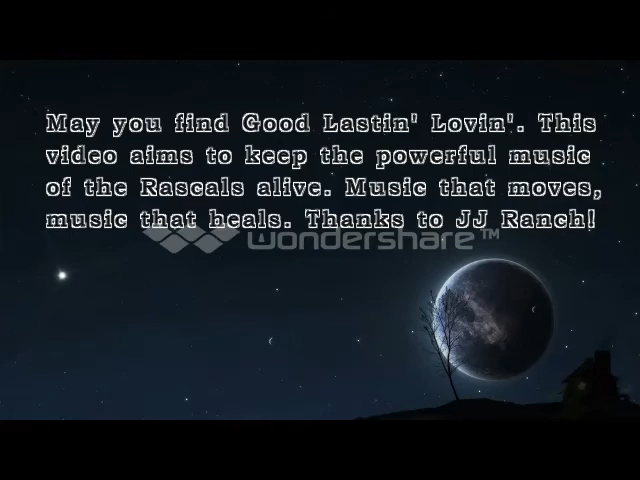 May you find Good Lastin' Lovin'. This
video aims to keep the powerful music
of the Rascals alive. Music that moves,
music that heals. Thanks to JJ Ranch!
wondershare™